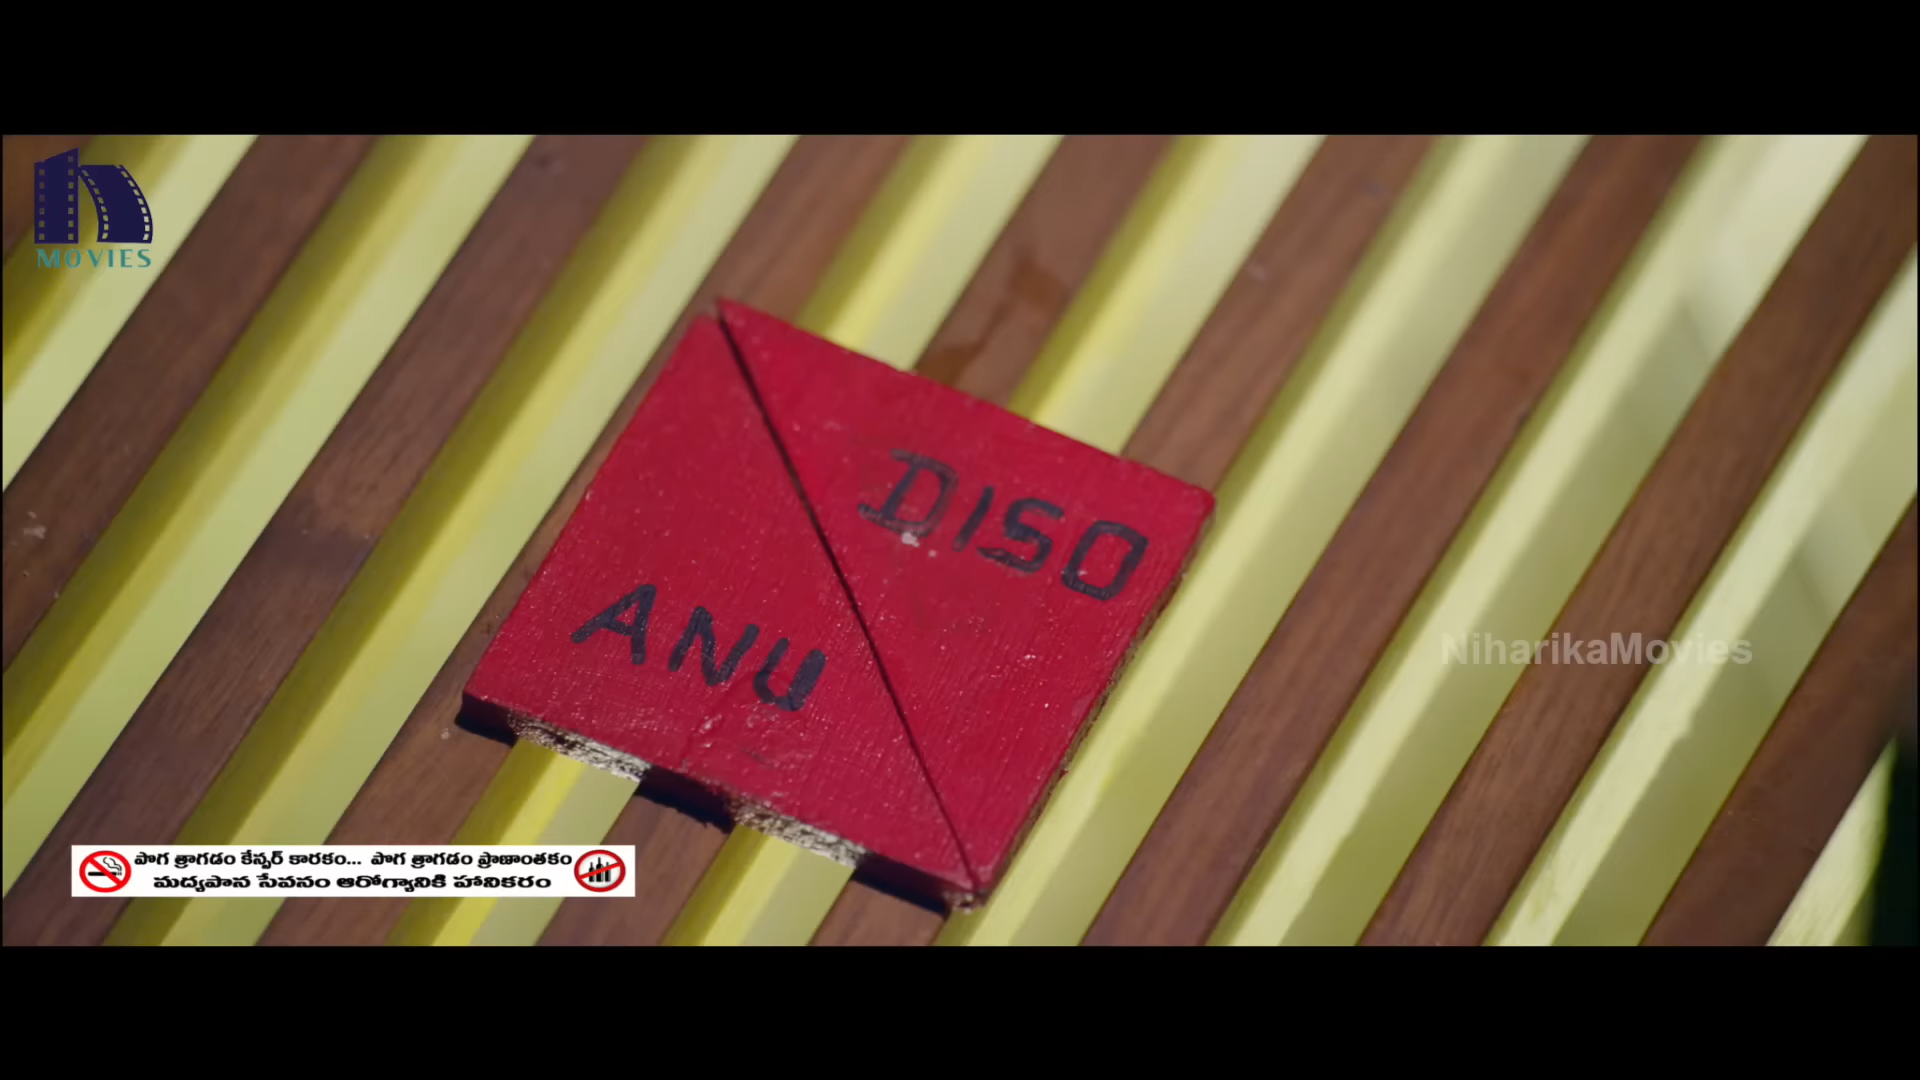 MOVIES
DISO
ANU
NiharikaMovies
పొగ త్రాగడం కేన్సర్ కారకం... పొగ త్రాగడం ప్రాణాంతకం
మద్యపాన సేవనం ఆరోగ్యానికి హానికరం